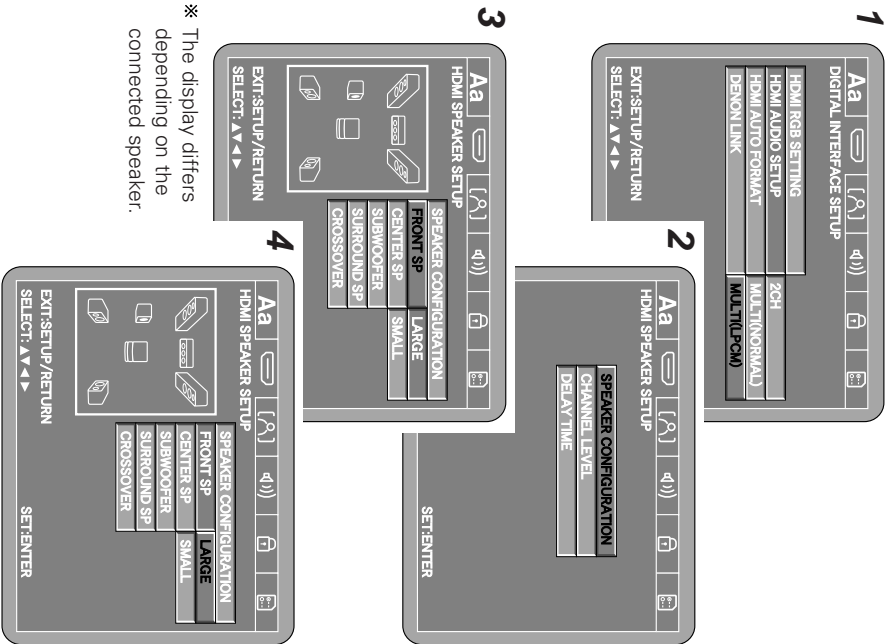 1
Aa
DIGITAL INTERFACE SETUP
HDMI RGB SETTING
HDMI AUDIO SETUP
HDMI AUTO FORMAT
DENON LINK
2CH
MULTI(NORMAL)
MULTI(LPCM)
EXIT:SETUP/RETURN
SELECT: ▲▼◀▶
2
Aa
HDMI SPEAKER SETUP
SPEAKER CONFIGURATION
CHANNEL LEVEL
DELAY TIME
SET:ENTER
3
Aa
HDMI SPEAKER SETUP
SPEAKER CONFIGURATION
FRONT SP
CENTER SP
SUBWOOFER
SURROUND SP
CROSSOVER
LARGE
SMALL
EXIT:SETUP/RETURN
SELECT: ▲▼◀▶
4
Aa
HDMI SPEAKER SETUP
SPEAKER CONFIGURATION
FRONT SP
CENTER SP
SUBWOOFER
SURROUND SP
CROSSOVER
LARGE
SMALL
EXIT:SETUP/RETURN
SELECT: ▲▼◀▶
SET:ENTER
※ The display differs
depending on the
connected speaker.